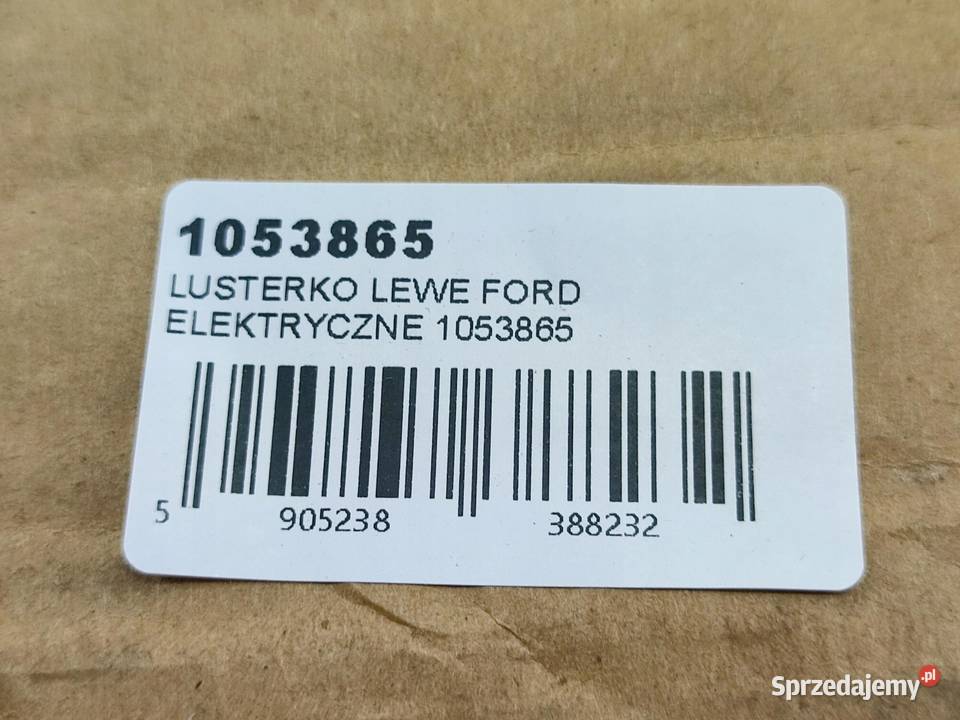 1053865
LUSTERKO LEWE FORD
ELEKTRYCZNE 1053865
5 905238 388232
Sprzedajemy.pl